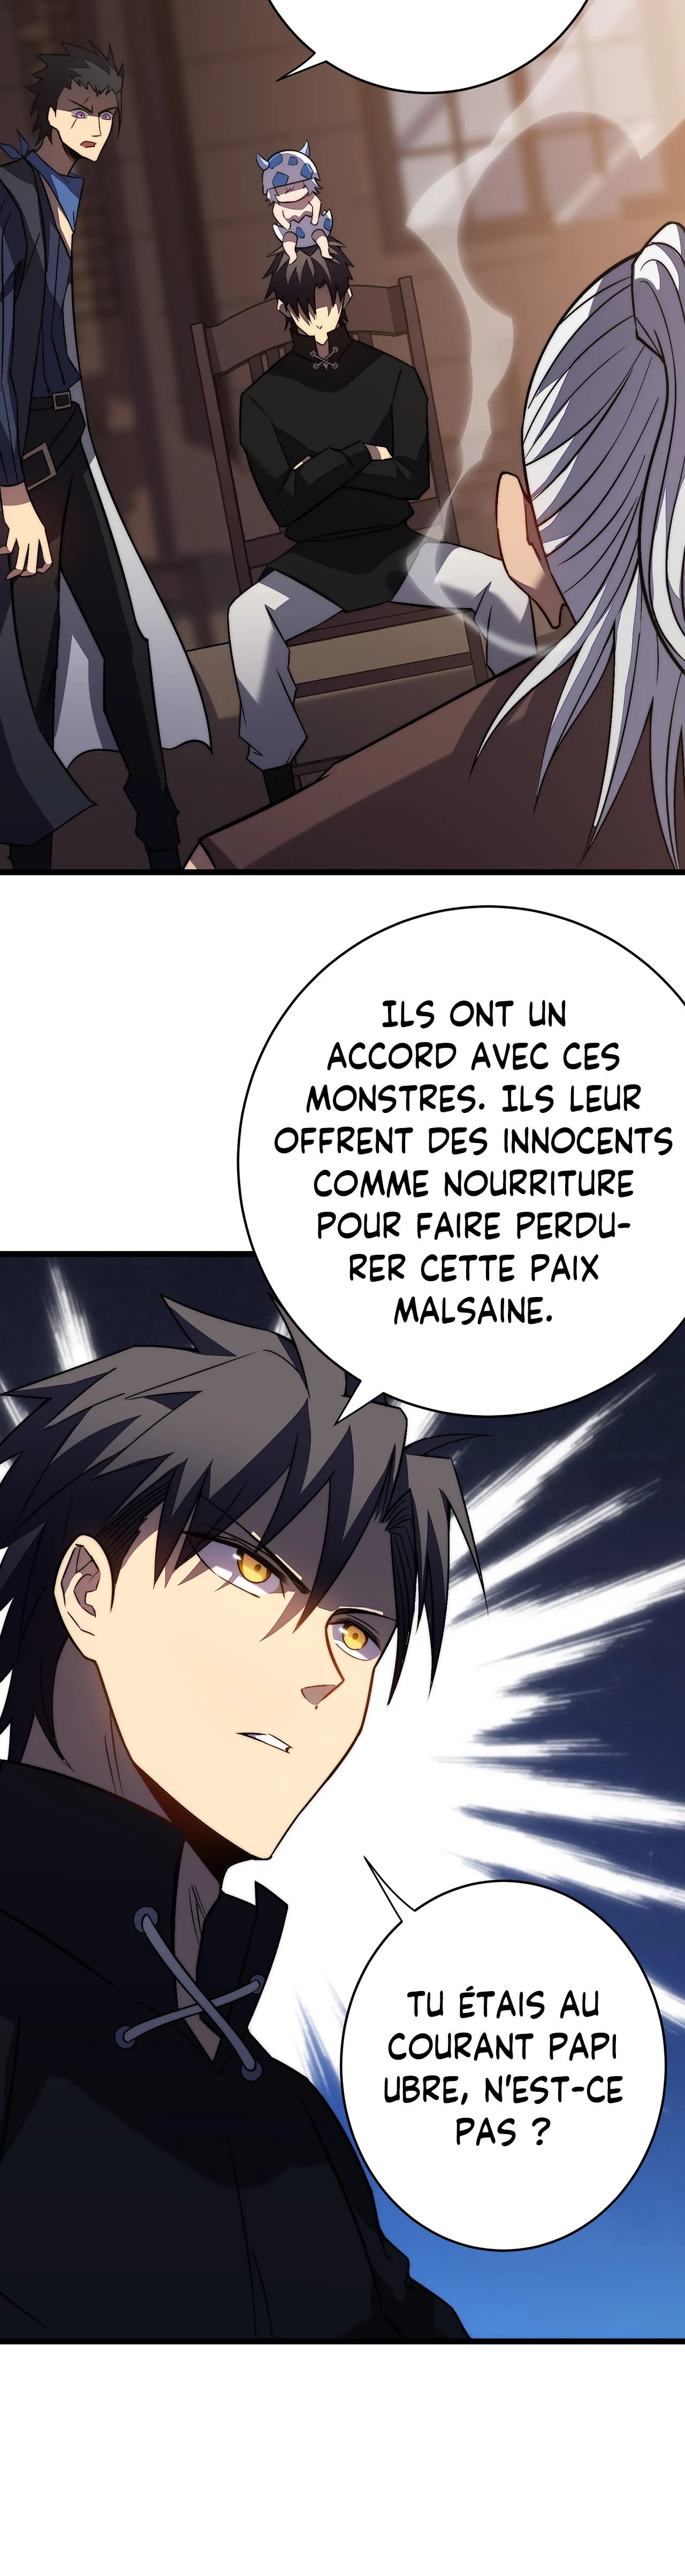 ILS ONT UN
ACCORD AVEC CES
MONSTRES. ILS LEUR
OFFRENT DES INNOCENTS
COMME NOURRITURE
POUR FAIRE PERDU-
RER CETTE PAIX
MALSAINE.
TU ÉTAIS AU
COURANT PAPI
UBRE, N'EST-CE
PAS ?